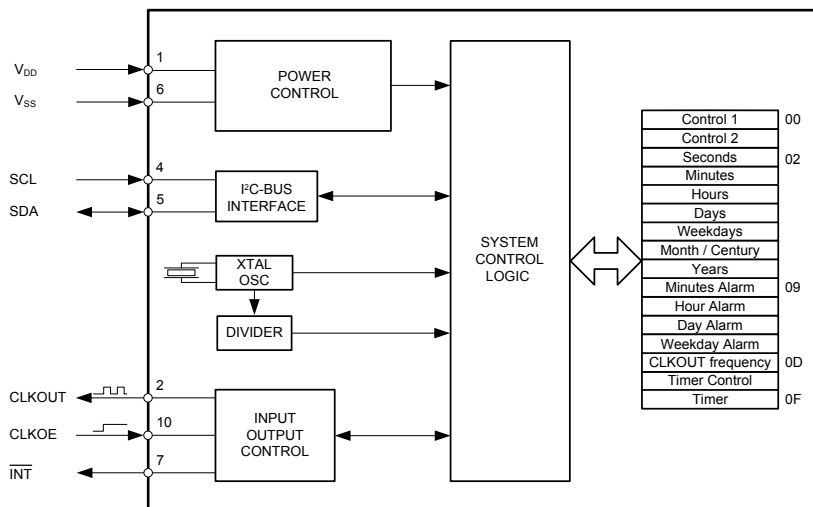 V_DD
1
V_SS
6
POWER
CONTROL
SCL
4
SDA
5
I²C-BUS
INTERFACE
XTAL
OSC
DIVIDER
CLKOUT
2
CLKOE
10
INT
7
INPUT
OUTPUT
CONTROL
SYSTEM
CONTROL
LOGIC
Control 1 00
Control 2
Seconds 02
Minutes
Hours
Days
Weekdays
Month / Century
Years
Minutes Alarm 09
Hour Alarm
Day Alarm
Weekday Alarm
CLKOUT frequency 0D
Timer Control
Timer 0F